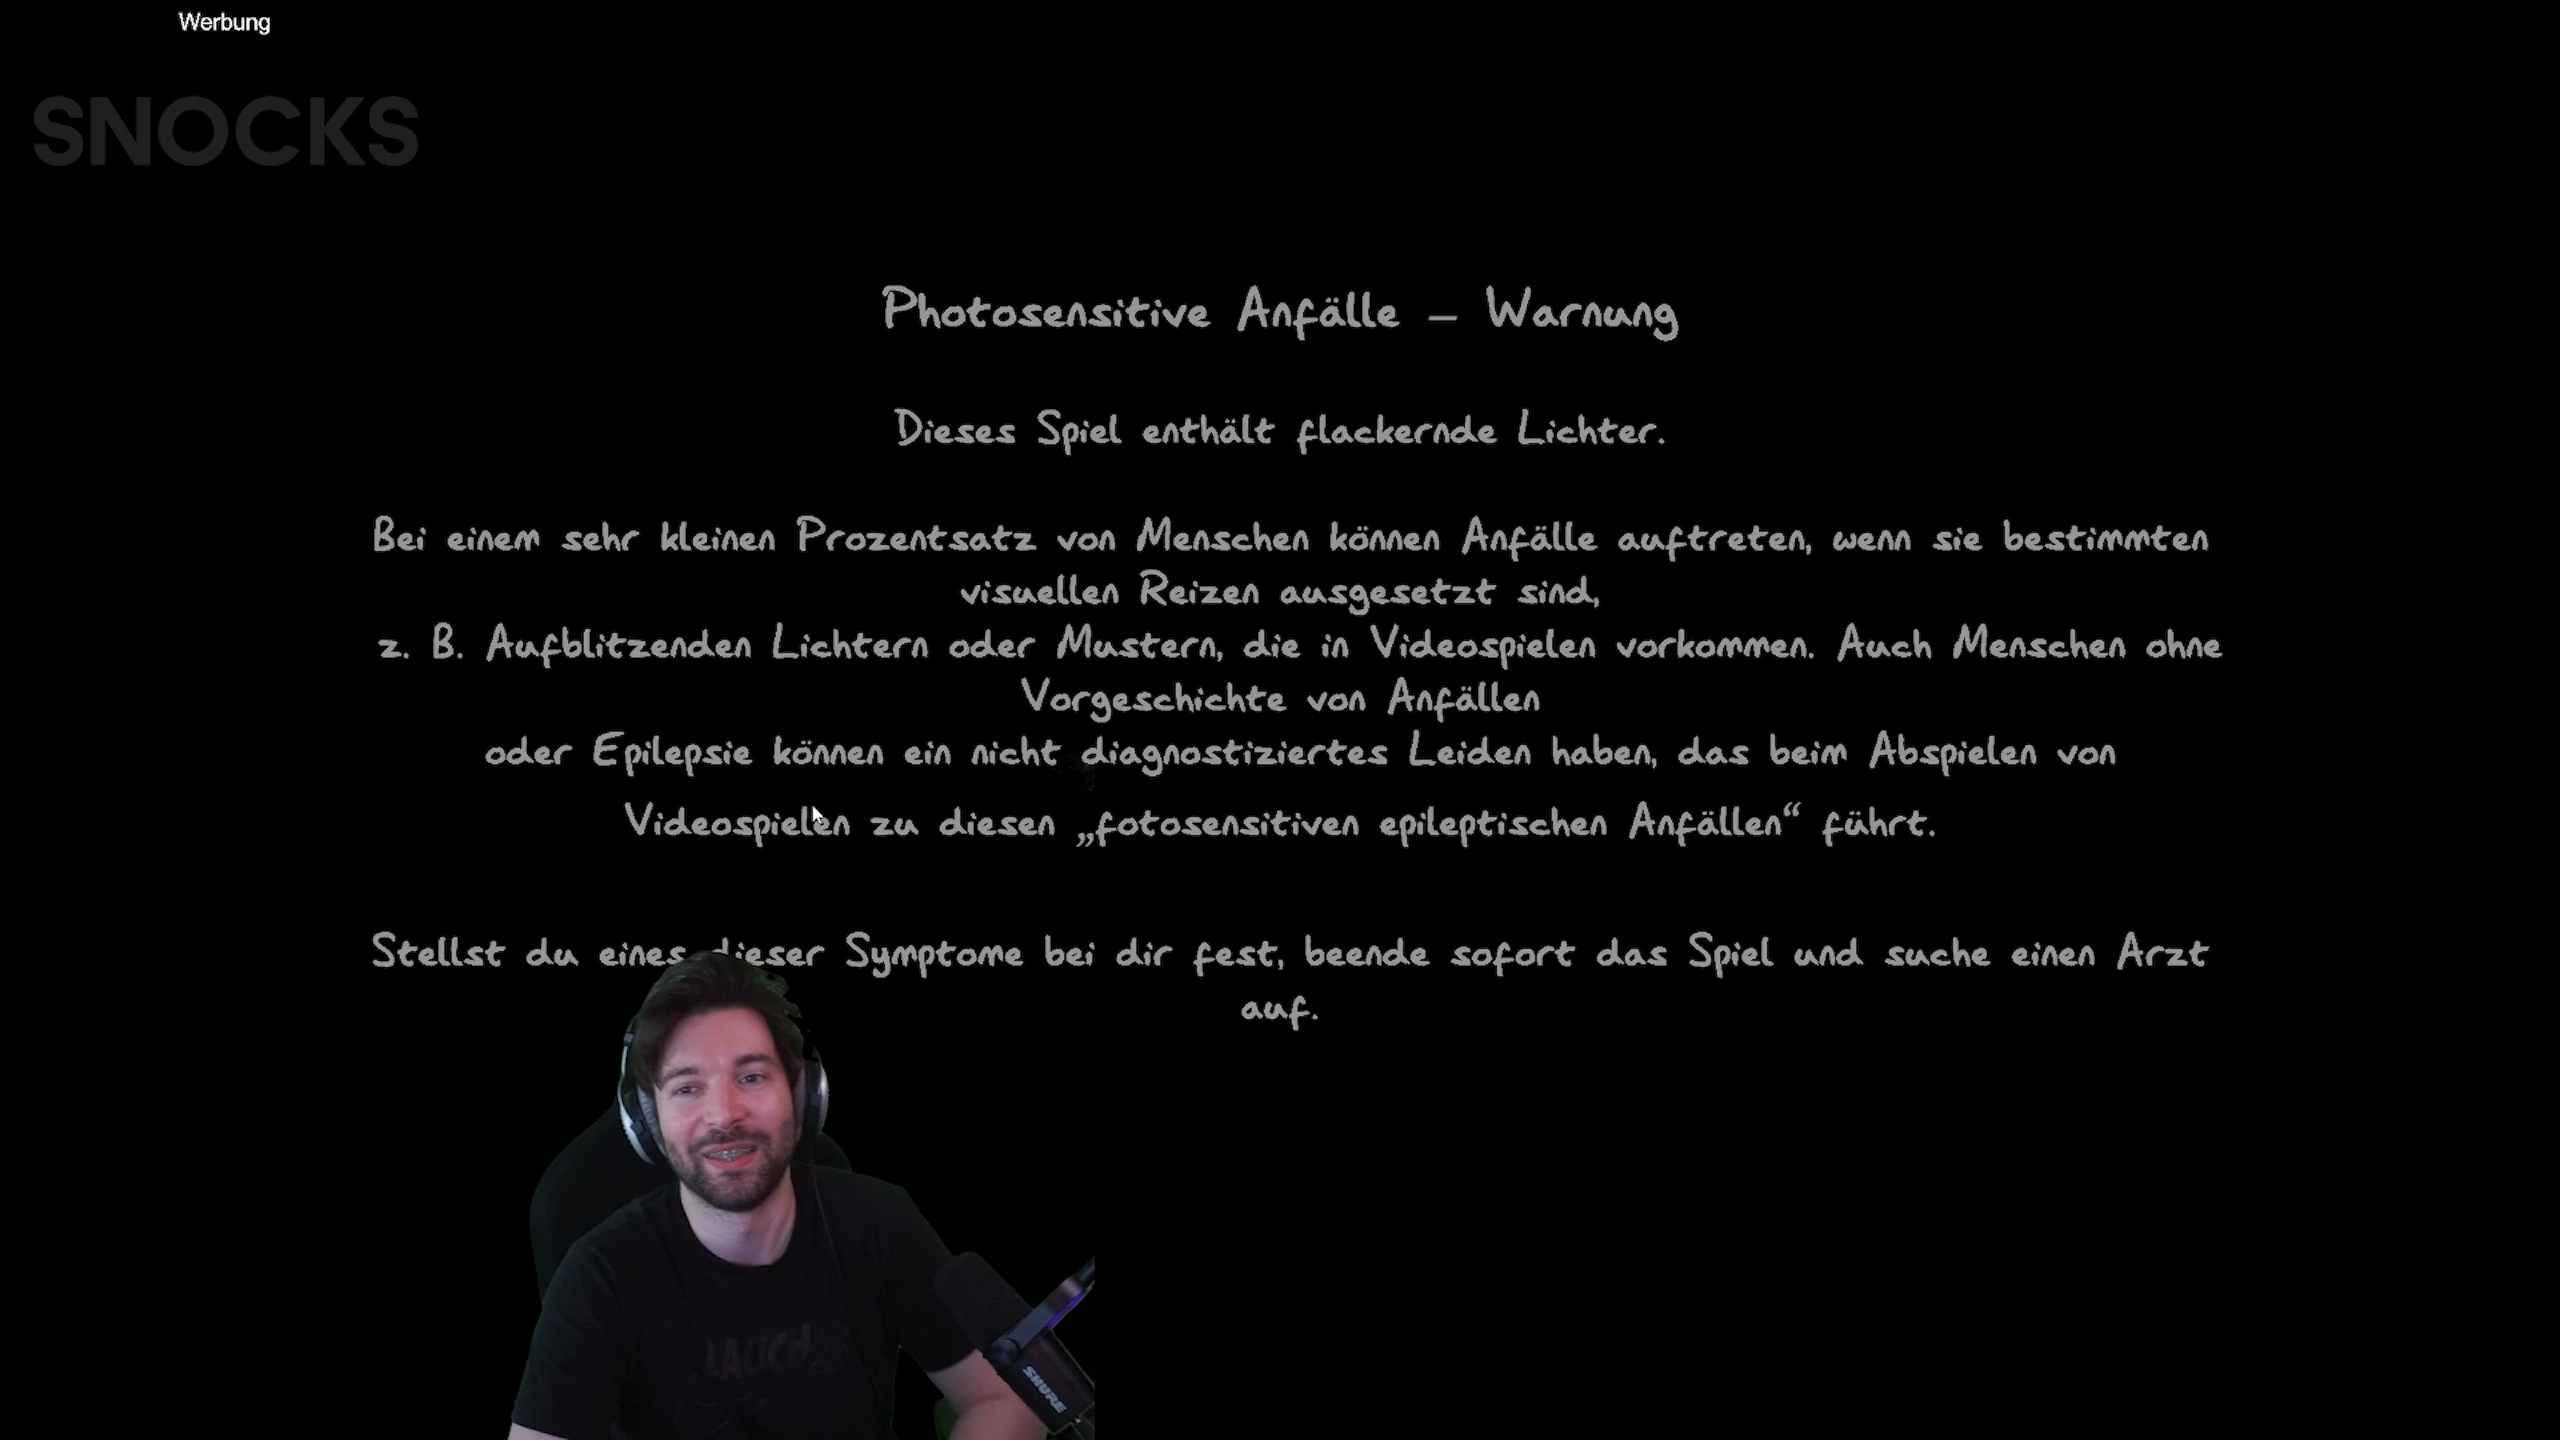 Werbung
SNOCKS
Photosensitive Anfälle – Warnung
Dieses Spiel enthält flackernde Lichter.
Bei einem sehr kleinen Prozentsatz von Menschen können Anfälle auftreten, wenn sie bestimmten
visuellen Reizen ausgesetzt sind,
z. B. Aufblitzenden Lichtern oder Mustern, die in Videospielen vorkommen. Auch Menschen ohne
Vorgeschichte von Anfällen
oder Epilepsie können ein nicht diagnostiziertes Leiden haben, das beim Abspielen von
Videospielen zu diesen „fotosensitiven epileptischen Anfällen“ führt.
Stellst du eines dieser Symptome bei dir fest, beende sofort das Spiel und suche einen Arzt
auf.
LAUCH
SHURE